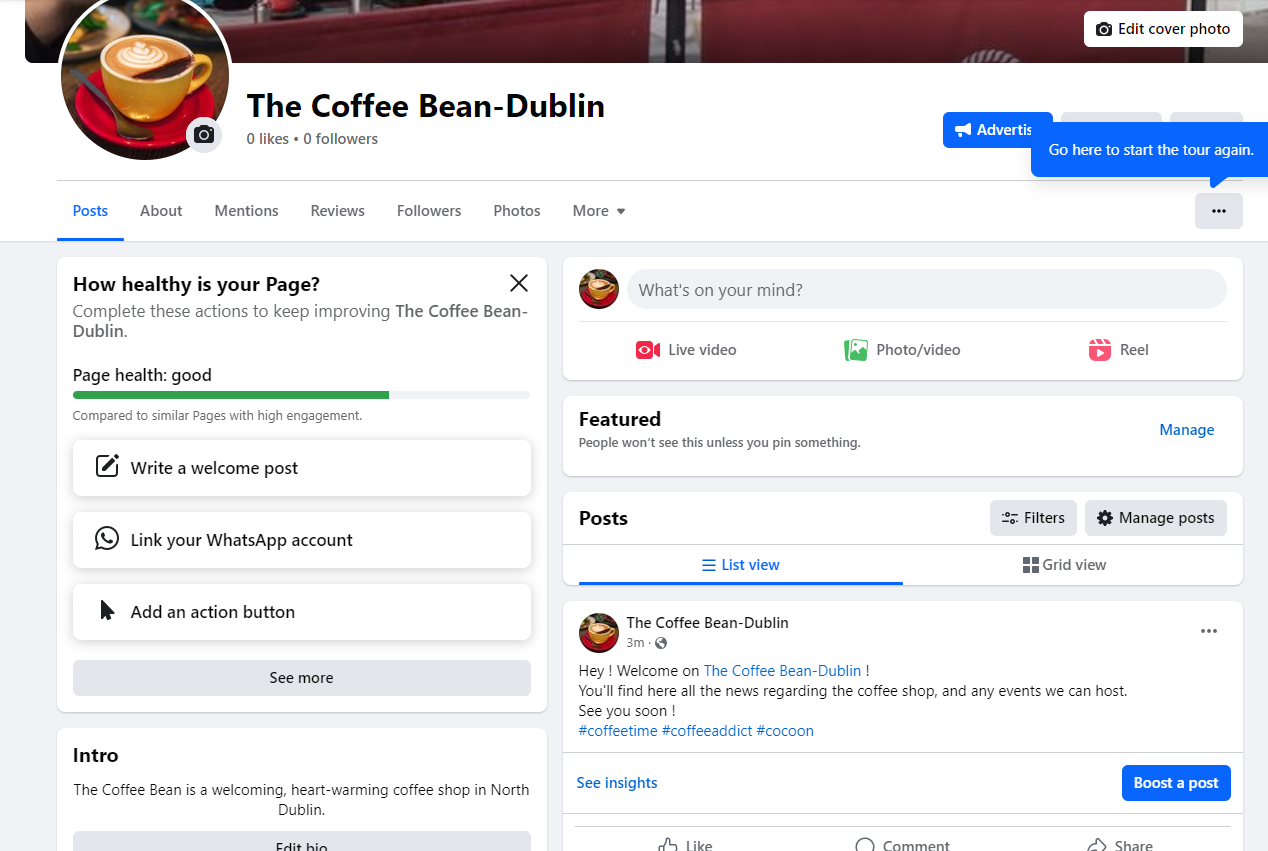 Edit cover photo
The Coffee Bean-Dublin
0 likes • 0 followers
Go here to start the tour again.
Posts About Mentions Reviews Followers Photos More
How healthy is your Page?
Complete these actions to keep improving The Coffee Bean-
Dublin.
Page health: good
Compared to similar Pages with high engagement.
Write a welcome post
Link your WhatsApp account
Add an action button
See more
Intro
The Coffee Bean is a welcoming, heart-warming coffee shop in North
Dublin.
Edit bio
What's on your mind?
Live video Photo/video Reel
Featured
People won't see this unless you pin something.
Manage
Posts
Filters Manage posts
List view Grid view
The Coffee Bean-Dublin
3m ·
Hey ! Welcome on The Coffee Bean-Dublin !
You'll find here all the news regarding the coffee shop, and any events we can host.
See you soon !
#coffeetime #coffeeaddict #cocoon
See insights Boost a post
Like Comment Share